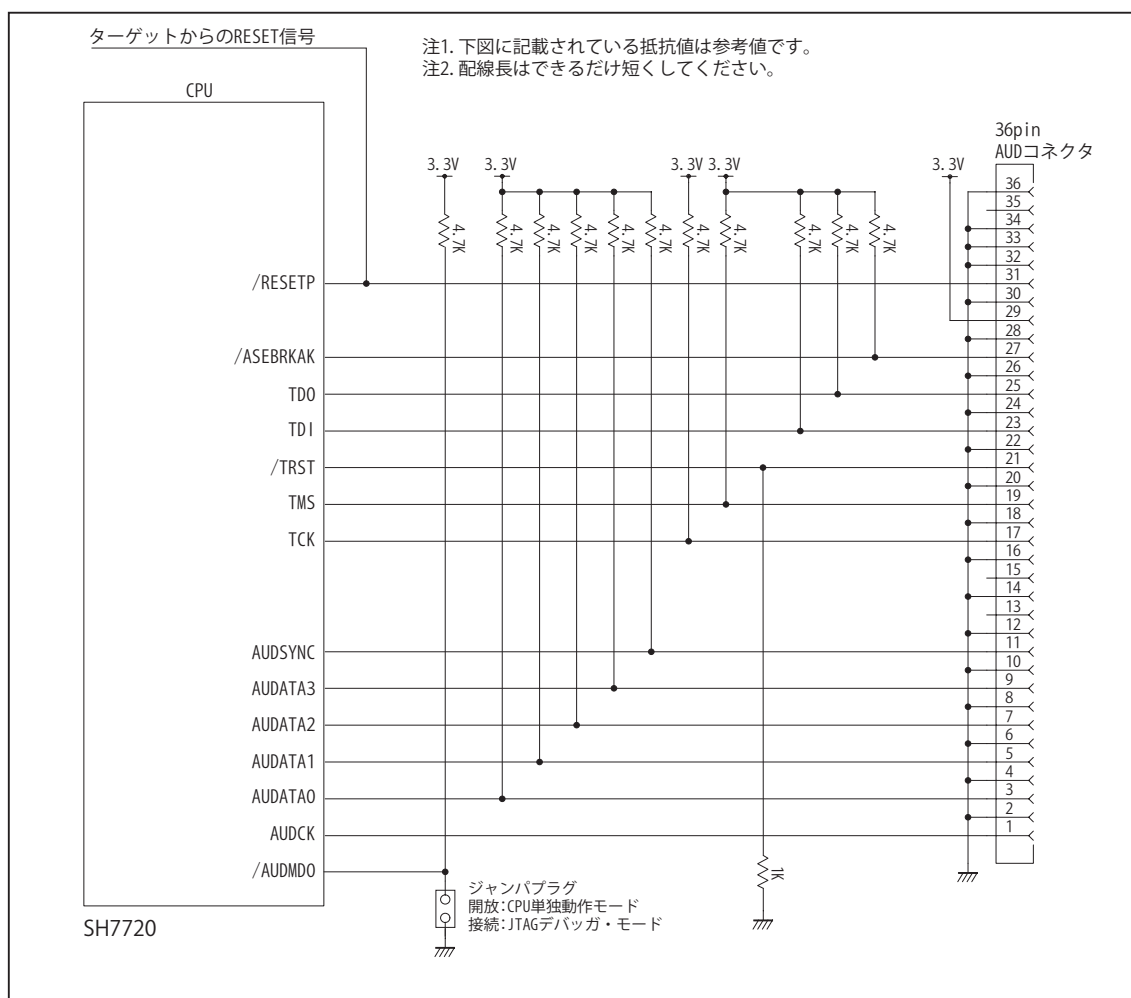 ターゲットからのRESET信号
注1. 下図に記載されている抵抗値は参考値です。
注2. 配線長はできるだけ短くしてください。
CPU
36pin
AUDコネクタ
3.3V
3.3V
3.3V
3.3V
3.3V
4.7K
4.7K
4.7K
4.7K
4.7K
4.7K
4.7K
4.7K
4.7K
4.7K
4.7K
36
35
34
33
32
/RESETP
31
30
29
28
/ASEBRKAK
27
26
TDO
25
24
TDI
23
22
/TRST
21
20
TMS
19
18
TCK
17
16
15
14
13
12
AUDSYNC
11
10
AUDATA3
9
8
AUDATA2
7
6
AUDATA1
5
4
AUDATA0
3
2
AUDCK
1
/AUDMD0
1K
ジャンパプラグ
開放:CPU単独動作モード
接続:JTAGデバッガ・モード
SH7720